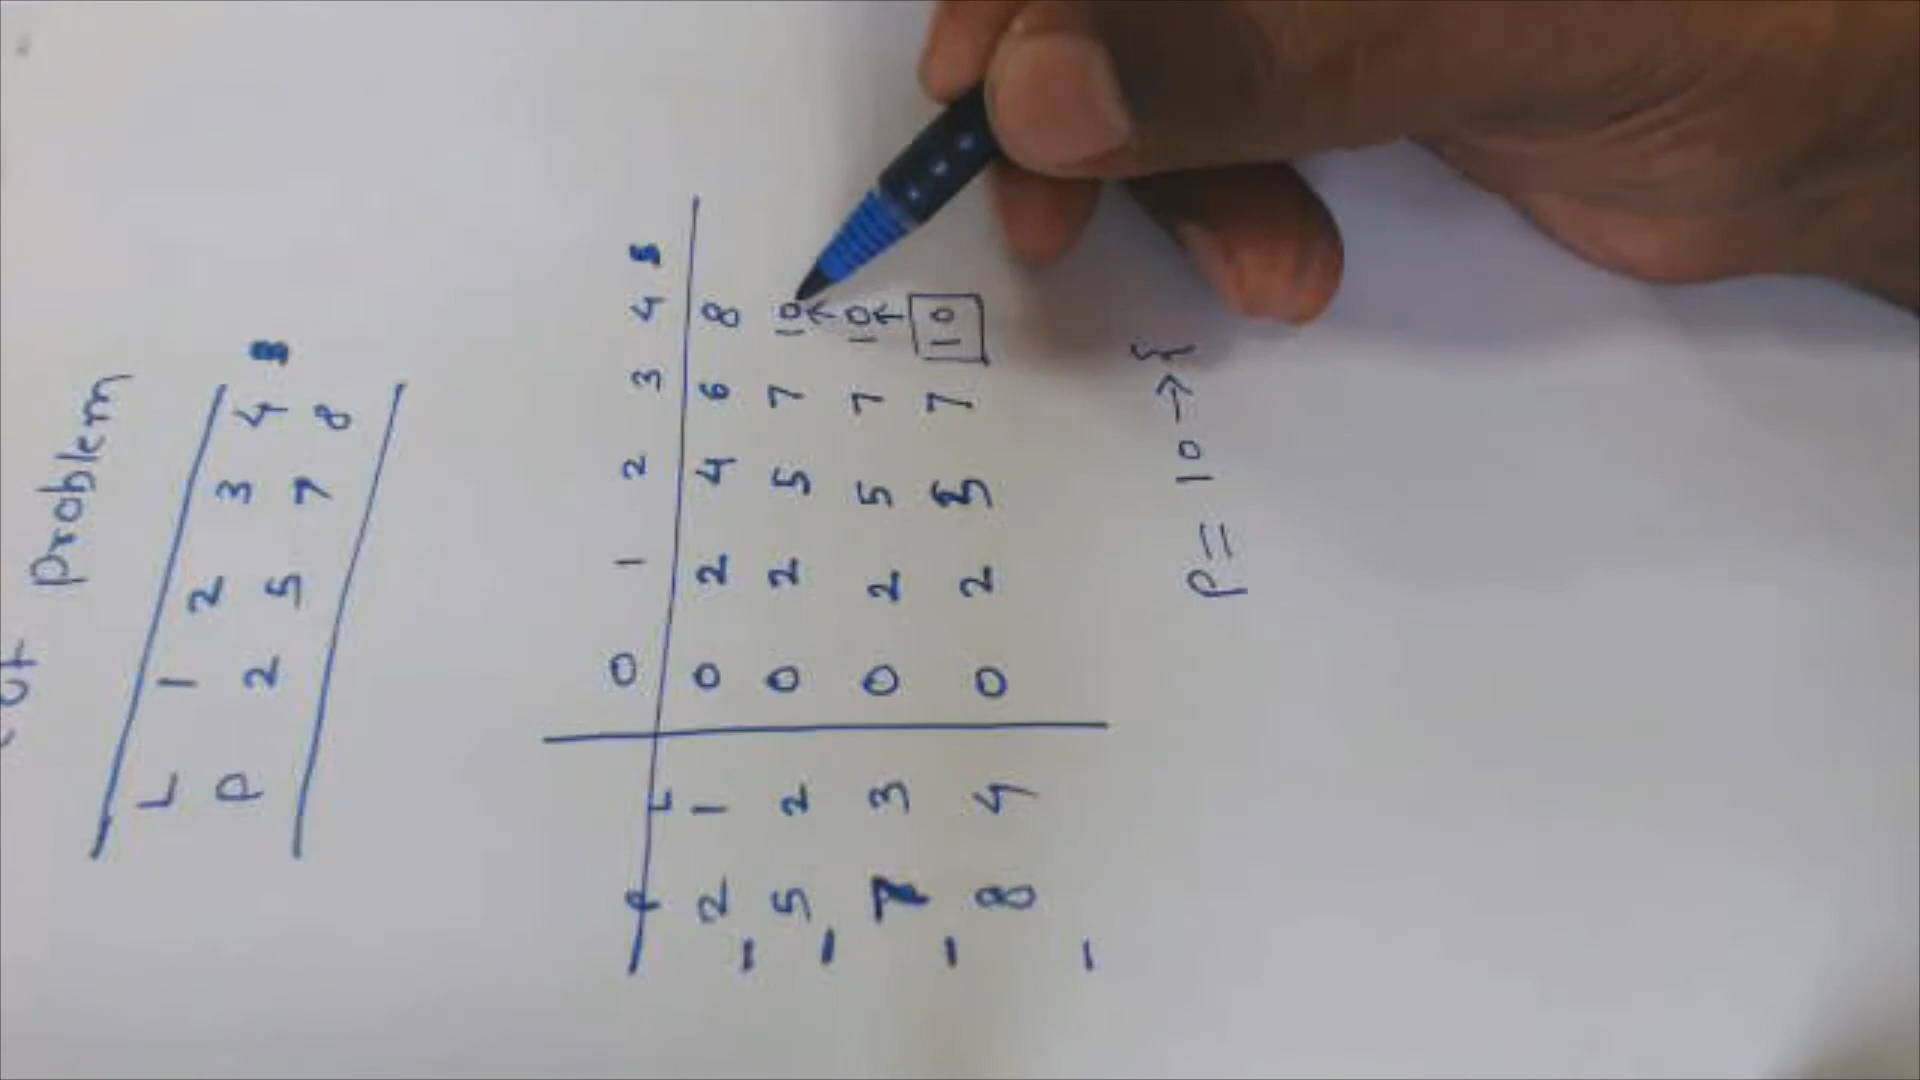 Problem
L 1 2 3 4
P 2 5 7 8
P L 0 1 2 3 4
2 1 0 2 4 6 8
5 2 0 2 5 7 10
7 3 0 2 5 7 10
8 4 0 2 5 7 10
P = 10 → {